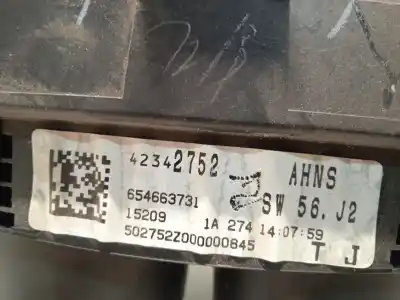 42342752 AHNS
654663731 SW 56. J2
15209 1A 274 14:07:59
502752Z000000845 T J